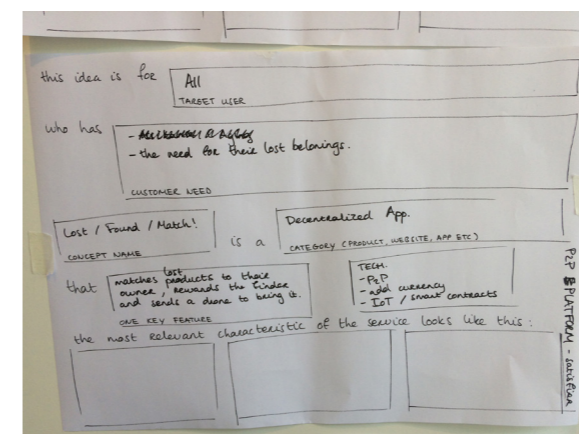 this idea is for
All
TARGET USER
who has
- the need for their lost belonings.
CUSTOMER NEED
Lost / Found / Match!
CONCEPT NAME
is a
Decentralized App.
CATEGORY (PRODUCT, WEBSITE, APP ETC)
that
lost
matches products to their
owner, rewards the finder
and sends a drone to bring it.
ONE KEY FEATURE
TECH.
- P2P
- add currency
- IoT / smart contracts
the most relevant characteristic of the service looks like this:
P2P PLATFORM -